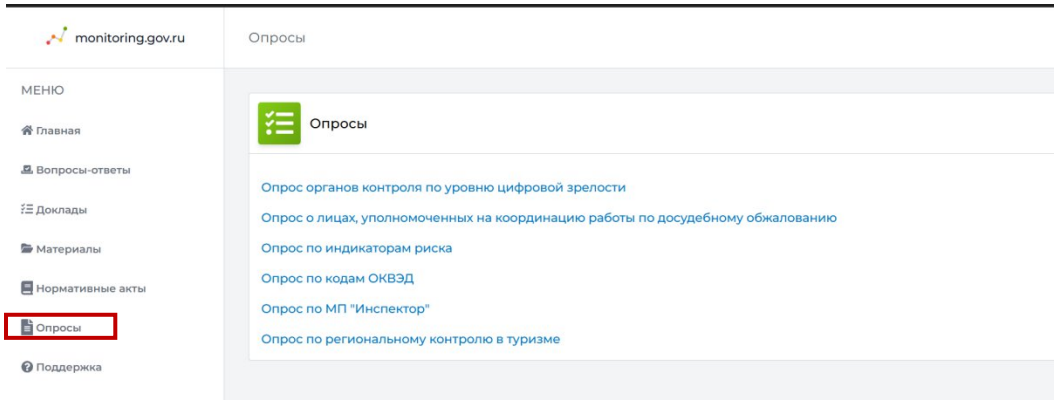 monitoring.gov.ru
Опросы
МЕНЮ
Главная
Вопросы-ответы
Доклады
Материалы
Нормативные акты
Опросы
Поддержка
Опросы
Опрос органов контроля по уровню цифровой зрелости
Опрос о лицах, уполномоченных на координацию работы по досудебному обжалованию
Опрос по индикаторам риска
Опрос по кодам ОКВЭД
Опрос по МП "Инспектор"
Опрос по региональному контролю в туризме